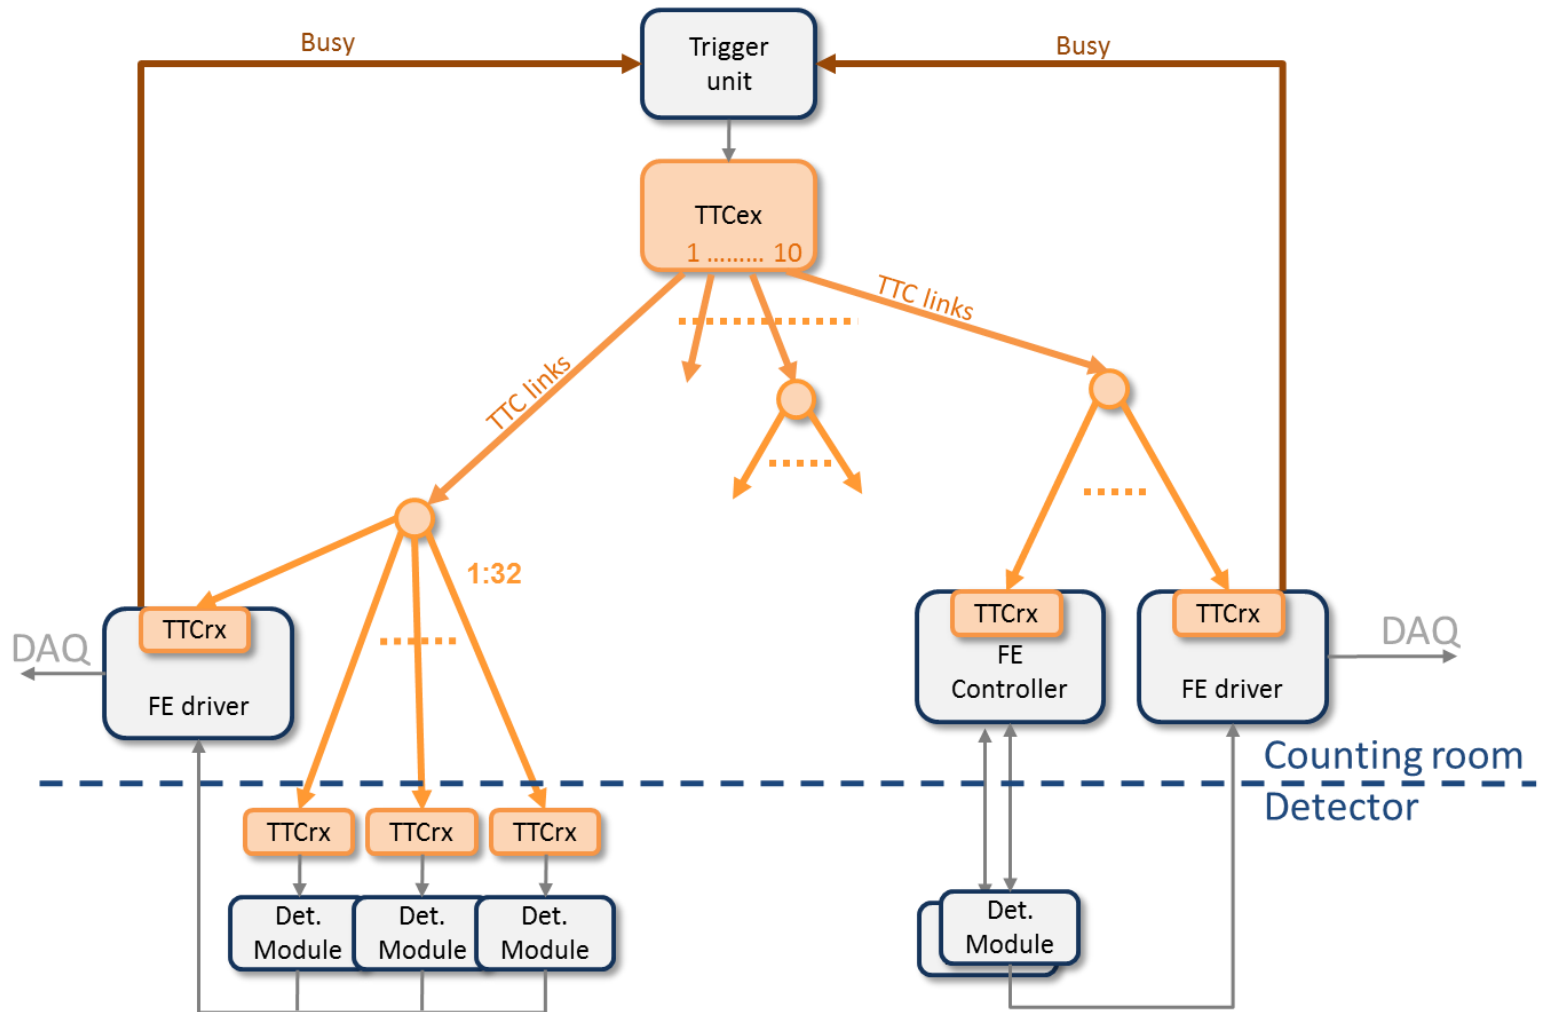 Busy
Trigger
unit
Busy
TTCex
1 ......... 10
TTC links
TTC links
1:32
DAQ
TTCrx
FE driver
TTCrx
FE
Controller
TTCrx
FE driver
DAQ
Counting room
Detector
TTCrx
TTCrx
TTCrx
Det.
Module
Det.
Module
Det.
Module
Det.
Module